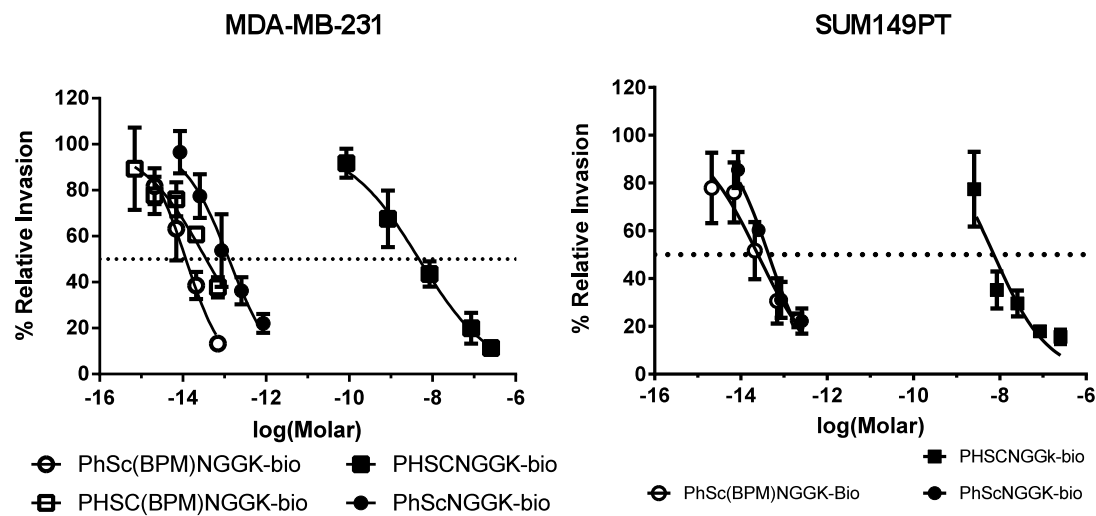 MDA-MB-231
% Relative Invasion
120
100
80
60
40
20
0
-16
-14
-12
-10
-8
-6
log(Molar)
PhSc(BPM)NGGK-bio
PHSCNGGK-bio
PHSC(BPM)NGGK-bio
PhScNGGK-bio
SUM149PT
% Relative Invasion
120
100
80
60
40
20
0
-16
-14
-12
-10
-8
-6
log(Molar)
PHSCNGGk-bio
PhSc(BPM)NGGK-Bio
PhScNGGK-bio